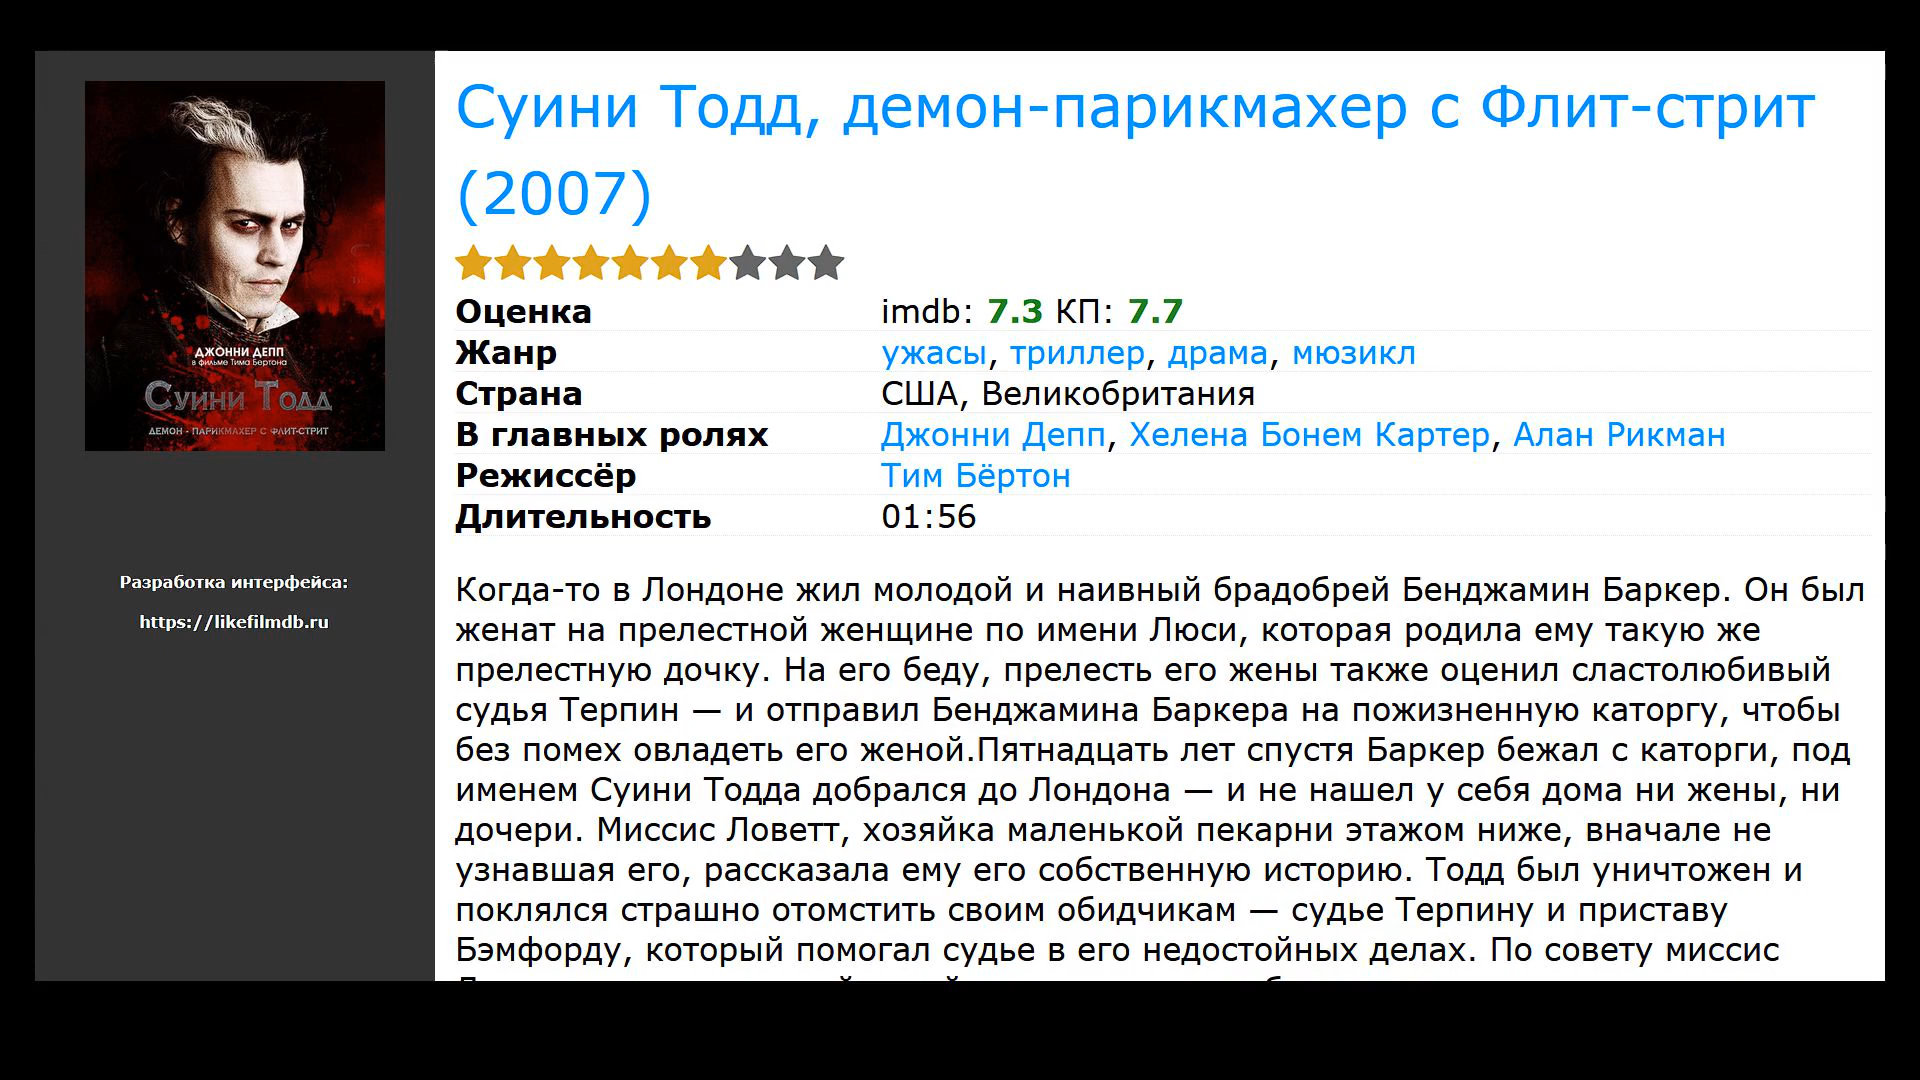 ДЖОННИ ДЕПП
в фильме Тима Бертона
Суини Тодд
ДЕМОН - ПАРИКМАХЕР С ФЛИТ-СТРИТ
Разработка интерфейса:
https://likefilmdb.ru
Суини Тодд, демон-парикмахер с Флит-стрит
(2007)
Оценка imdb: 7.3 КП: 7.7
Жанр ужасы, триллер, драма, мюзикл
Страна США, Великобритания
В главных ролях Джонни Депп, Хелена Бонем Картер, Алан Рикман
Режиссёр Тим Бёртон
Длительность 01:56
Когда-то в Лондоне жил молодой и наивный брадобрей Бенджамин Баркер. Он был
женат на прелестной женщине по имени Люси, которая родила ему такую же
прелестную дочку. На его беду, прелесть его жены также оценил сластолюбивый
судья Терпин — и отправил Бенджамина Баркера на пожизненную каторгу, чтобы
без помех овладеть его женой.Пятнадцать лет спустя Баркер бежал с каторги, под
именем Суини Тодда добрался до Лондона — и не нашел у себя дома ни жены, ни
дочери. Миссис Ловетт, хозяйка маленькой пекарни этажом ниже, вначале не
узнавшая его, рассказала ему его собственную историю. Тодд был уничтожен и
поклялся страшно отомстить своим обидчикам — судье Терпину и приставу
Бэмфорду, который помогал судье в его недостойных делах. По совету миссис